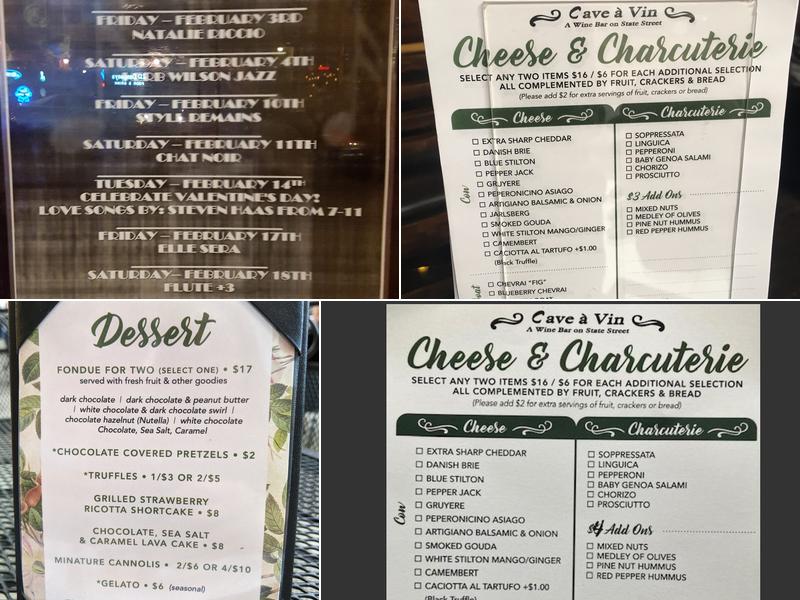 FRIDAY – FEBRUARY 3RD
NATALIE RICCIO
SATURDAY – FEBRUARY 4TH
WILSON JAZZ
FRIDAY – FEBRUARY 10TH
STYLE REMAINS
SATURDAY – FEBRUARY 11TH
CHAT NOIR
TUESDAY – FEBRUARY 14TH
CELEBRATE VALENTINE'S DAY!
LOVE SONGS BY: STEVEN HAAS FROM 7-11
FRIDAY – FEBRUARY 17TH
ELLE SERA
SATURDAY – FEBRUARY 18TH
FLUTE +3
Cave à Vin
A Wine Bar on State Street
Cheese & Charcuterie
SELECT ANY TWO ITEMS $16 / $6 FOR EACH ADDITIONAL SELECTION
ALL COMPLEMENTED BY FRUIT, CRACKERS & BREAD
(Please add $2 for extra servings of fruit, crackers or bread)
Cheese
Cow
EXTRA SHARP CHEDDAR
DANISH BRIE
BLUE STILTON
PEPPER JACK
GRUYERE
PEPERONICINO ASIAGO
ARTIGIANO BALSAMIC & ONION
JARLSBERG
SMOKED GOUDA
WHITE STILTON MANGO/GINGER
CAMEMBERT
CACIOTTA AL TARTUFO +$1.00
(Black Truffle)
CHEVRAI "FIG"
BLUEBERRY CHEVRAI
Charcuterie
SOPPRESSATA
LINGUICA
PEPPERONI
BABY GENOA SALAMI
CHORIZO
PROSCIUTTO
$3 Add Ons
MIXED NUTS
MEDLEY OF OLIVES
PINE NUT HUMMUS
RED PEPPER HUMMUS
Dessert
FONDUE FOR TWO (SELECT ONE) • $17
served with fresh fruit & other goodies
dark chocolate | dark chocolate & peanut butter
| white chocolate & dark chocolate swirl |
chocolate hazelnut (Nutella) | white chocolate
Chocolate, Sea Salt, Caramel
*CHOCOLATE COVERED PRETZELS • $2
*TRUFFLES • 1/$3 OR 2/$5
GRILLED STRAWBERRY
RICOTTA SHORTCAKE • $8
CHOCOLATE, SEA SALT
& CARAMEL LAVA CAKE • $8
MINATURE CANNOLIS • 2/$6 OR 4/$10
*GELATO • $6 (seasonal)
Cave à Vin
A Wine Bar on State Street
Cheese & Charcuterie
SELECT ANY TWO ITEMS $16 / $6 FOR EACH ADDITIONAL SELECTION
ALL COMPLEMENTED BY FRUIT, CRACKERS & BREAD
(Please add $2 for extra servings of fruit, crackers or bread)
Cheese
Cow
EXTRA SHARP CHEDDAR
DANISH BRIE
BLUE STILTON
PEPPER JACK
GRUYERE
PEPERONICINO ASIAGO
ARTIGIANO BALSAMIC & ONION
SMOKED GOUDA
WHITE STILTON MANGO/GINGER
CAMEMBERT
CACIOTTA AL TARTUFO +$1.00
(Black Truffle)
Charcuterie
SOPPRESSATA
LINGUICA
PEPPERONI
BABY GENOA SALAMI
CHORIZO
PROSCIUTTO
$4 Add Ons
MIXED NUTS
MEDLEY OF OLIVES
PINE NUT HUMMUS
RED PEPPER HUMMUS